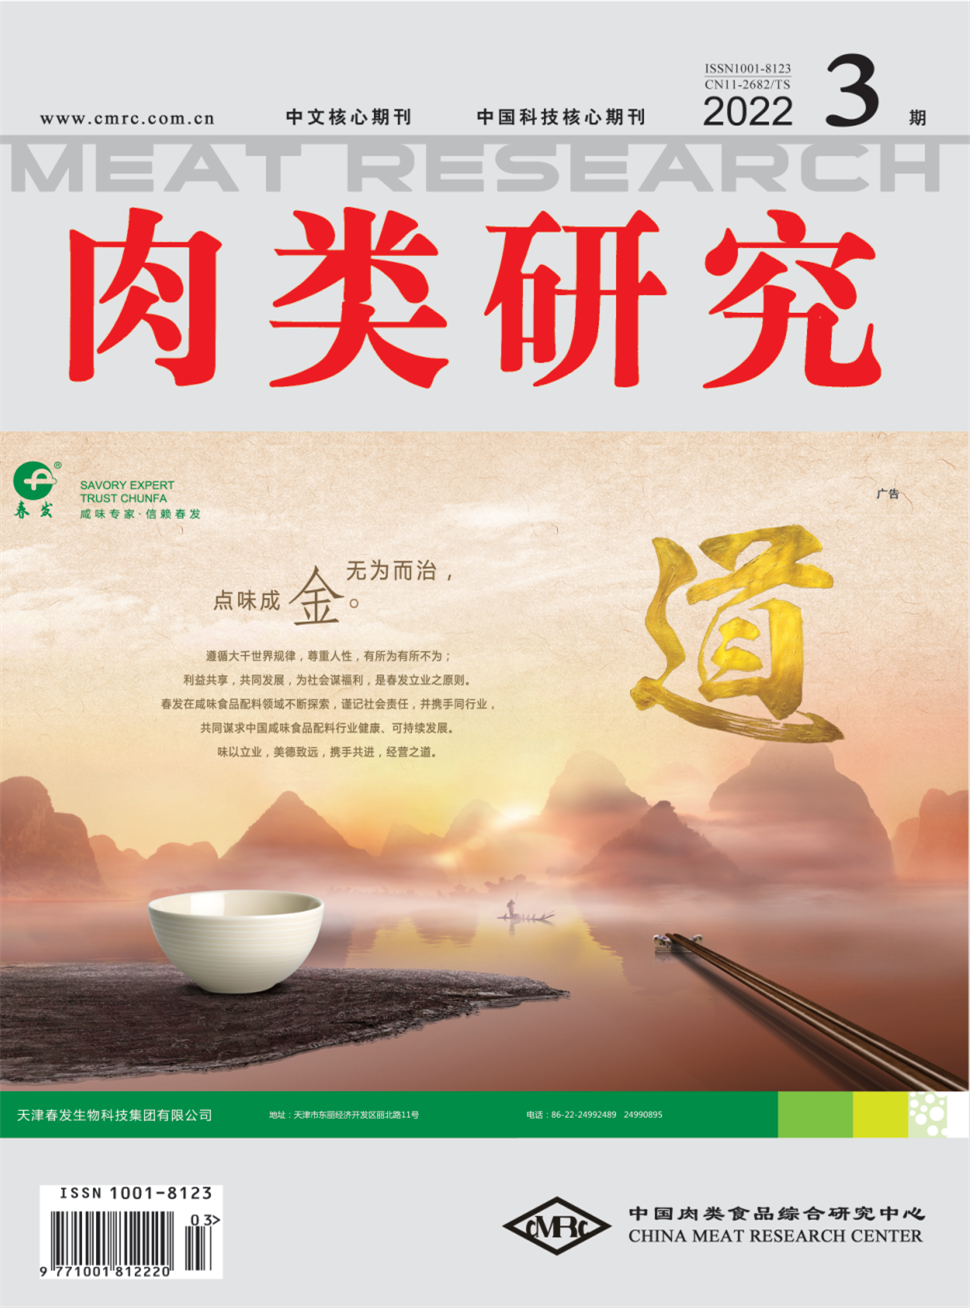 ISSN1001-8123
CN11-2682/TS
www.cmrc.com.cn 中文核心期刊 中国科技核心期刊 2022 3 期
MEAT RESEARCH
肉类研究
春发®
SAVORY EXPERT
TRUST CHUNFA
咸味专家·信赖春发
广告
道
无为而治，
点味成金。
遵循大千世界规律，尊重人性，有所为有所不为；
利益共享，共同发展，为社会谋福利，是春发立业之原则。
春发在咸味食品配料领域不断探索，谨记社会责任，并携手同行业，
共同谋求中国咸味食品配料行业健康、可持续发展。
味以立业，美德致远，携手共进，经营之道。
天津春发生物科技集团有限公司 地址：天津市东丽经济开发区丽北路11号 电话：86-22-24992489 24990895
ISSN 1001-8123
03>
9 771001 812220
CMRC
中国肉类食品综合研究中心
CHINA MEAT RESEARCH CENTER